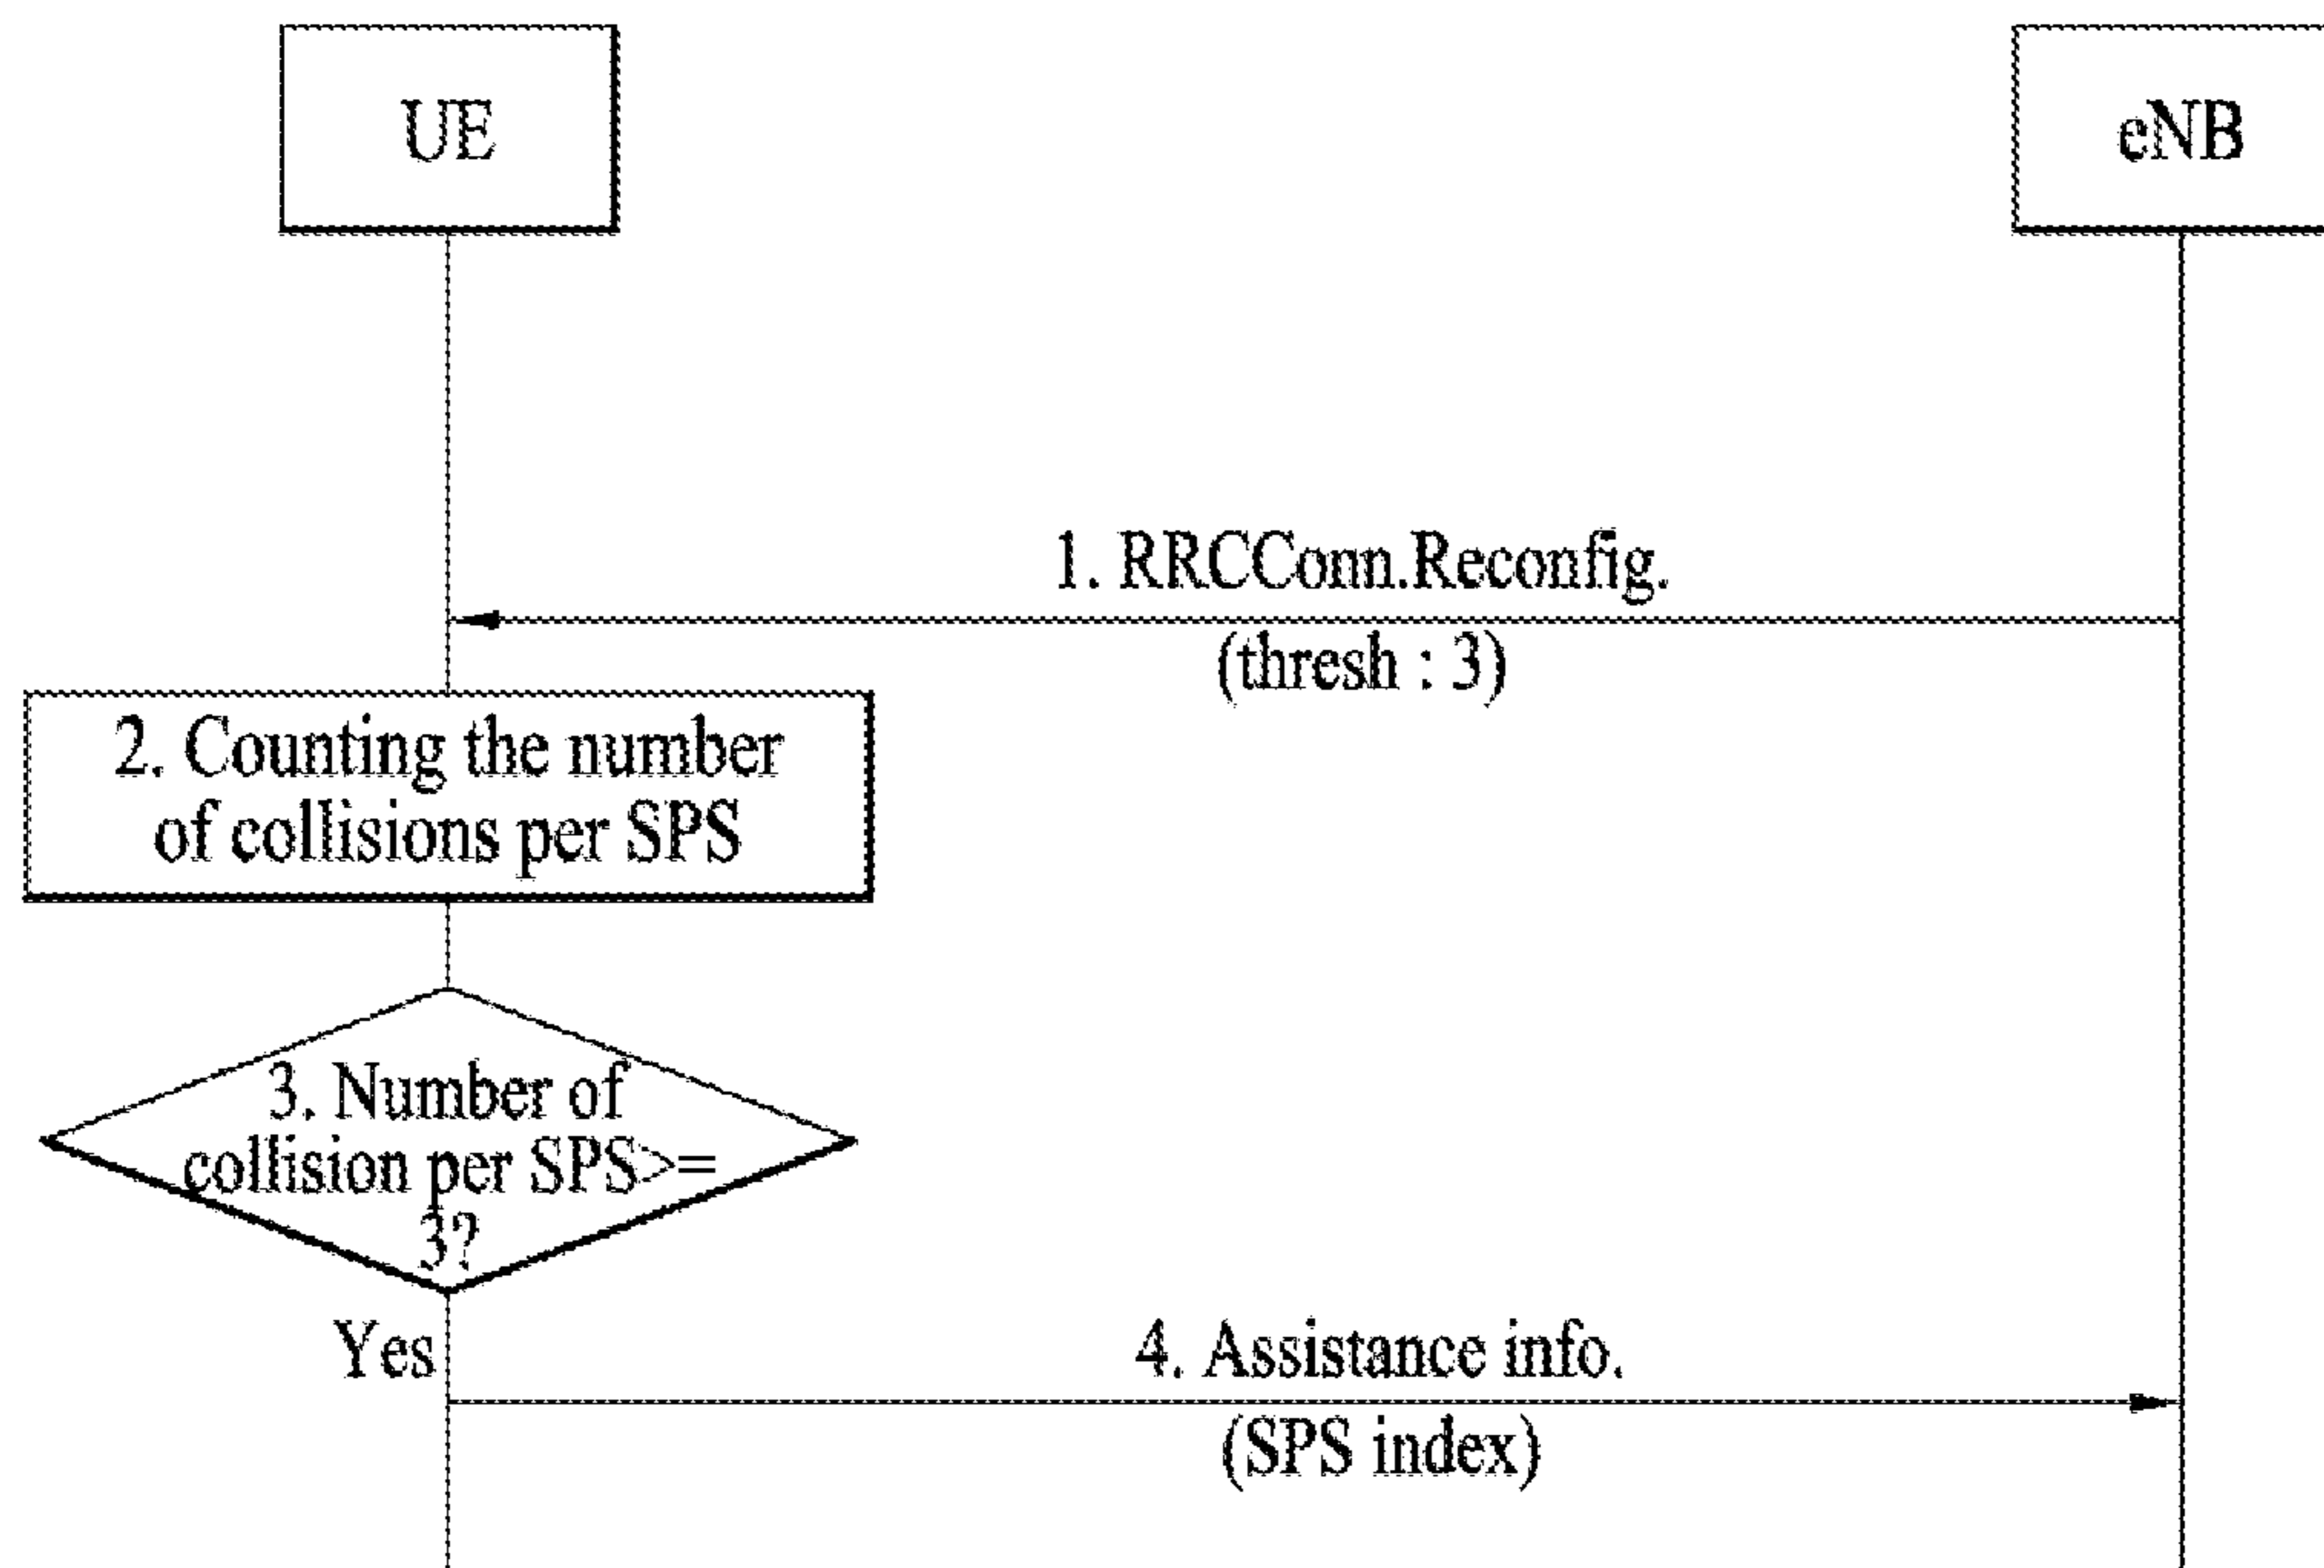 UE
eNB
1. RRCConn.Reconfig.
(thresh : 3)
2. Counting the number
of collisions per SPS
3. Number of
collision per SPS>=
3?
Yes
4. Assistance info.
(SPS index)